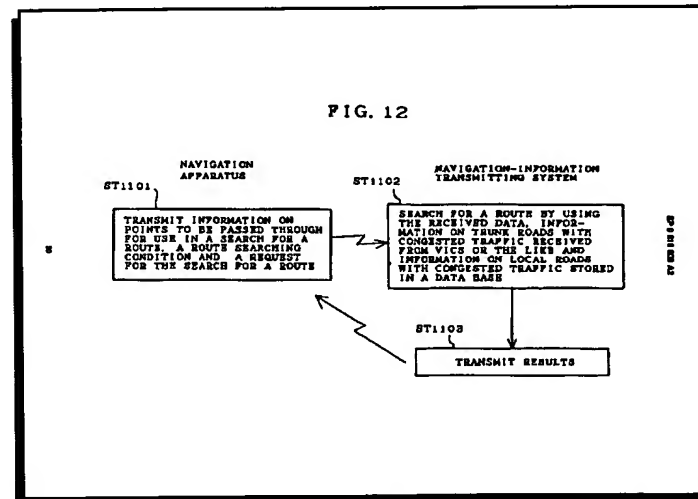 FIG. 12
NAVIGATION
APPARATUS
ST1101
TRANSMIT INFORMATION ON
POINTS TO BE PASSED THROUGH
FOR USE IN A SEARCH FOR A
ROUTE, A ROUTE SEARCHING
CONDITION AND A REQUEST
FOR THE SEARCH FOR A ROUTE
NAVIGATION-INFORMATION
TRANSMITTING SYSTEM
ST1102
SEARCH FOR A ROUTE BY USING
THE RECEIVED DATA, INFOR-
MATION ON TRUNK ROADS WITH
CONGESTED TRAFFIC RECEIVED
FROM VICS OR THE LIKE AND
INFORMATION ON LOCAL ROADS
WITH CONGESTED TRAFFIC STORED
IN A DATA BASE
ST1103
TRANSMIT RESULTS